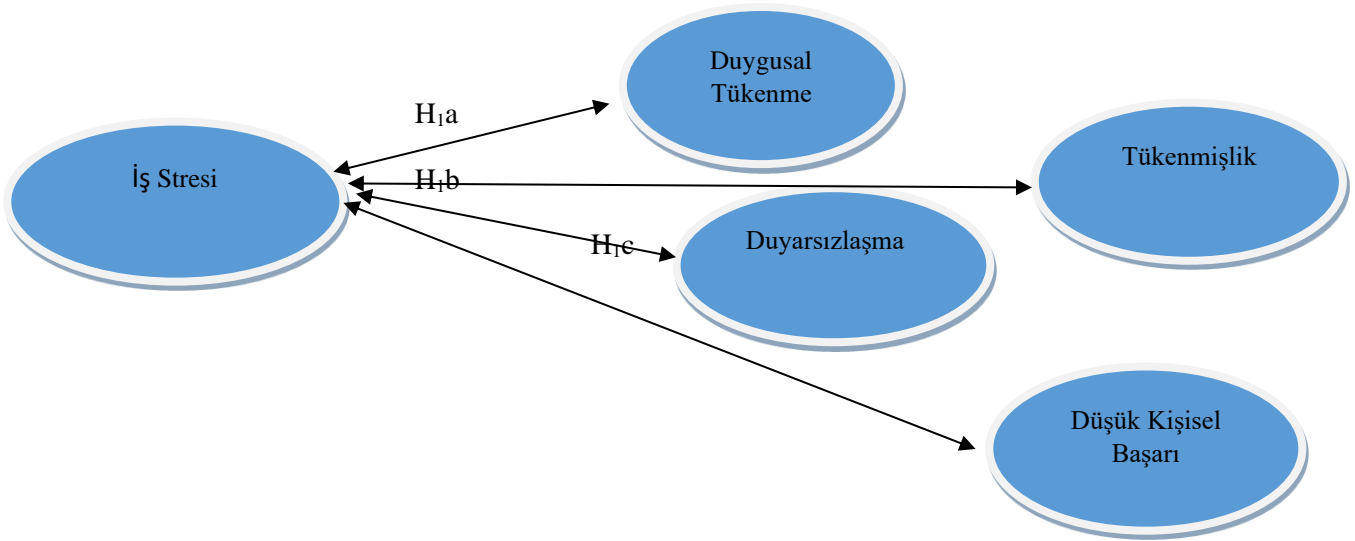 Duygusal
Tükenme
H₁a
Tükenmişlik
İş Stresi
H₁b
Duyarsızlaşma
H₁c
Düşük Kişisel
Başarı